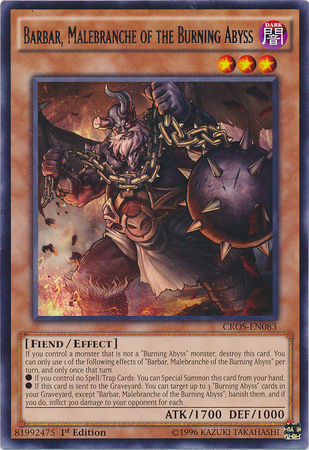 Barbar, Malebranche of the Burning Abyss
DARK
闇
CROS-EN083
[Fiend / Effect]
If you control a monster that is not a "Burning Abyss" monster, destroy this card. You
can only use 1 of the following effects of "Barbar, Malebranche of the Burning Abyss" per
turn, and only once that turn.
● If you control no Spell/Trap Cards: You can Special Summon this card from your hand.
● If this card is sent to the Graveyard: You can target up to 3 "Burning Abyss" cards in
your Graveyard, except "Barbar, Malebranche of the Burning Abyss"; banish them, and if
you do, inflict 300 damage to your opponent for each.
ATK/1700 DEF/1000
81992475 1st Edition ©1996 KAZUKI TAKAHASHI